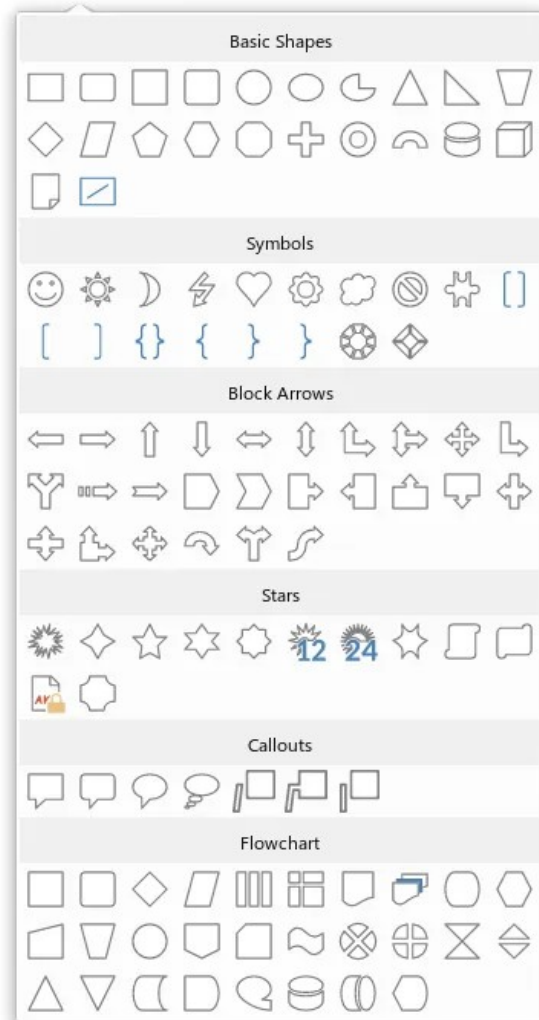 Basic Shapes
Symbols
Block Arrows
Stars
12 24
Callouts
Flowchart